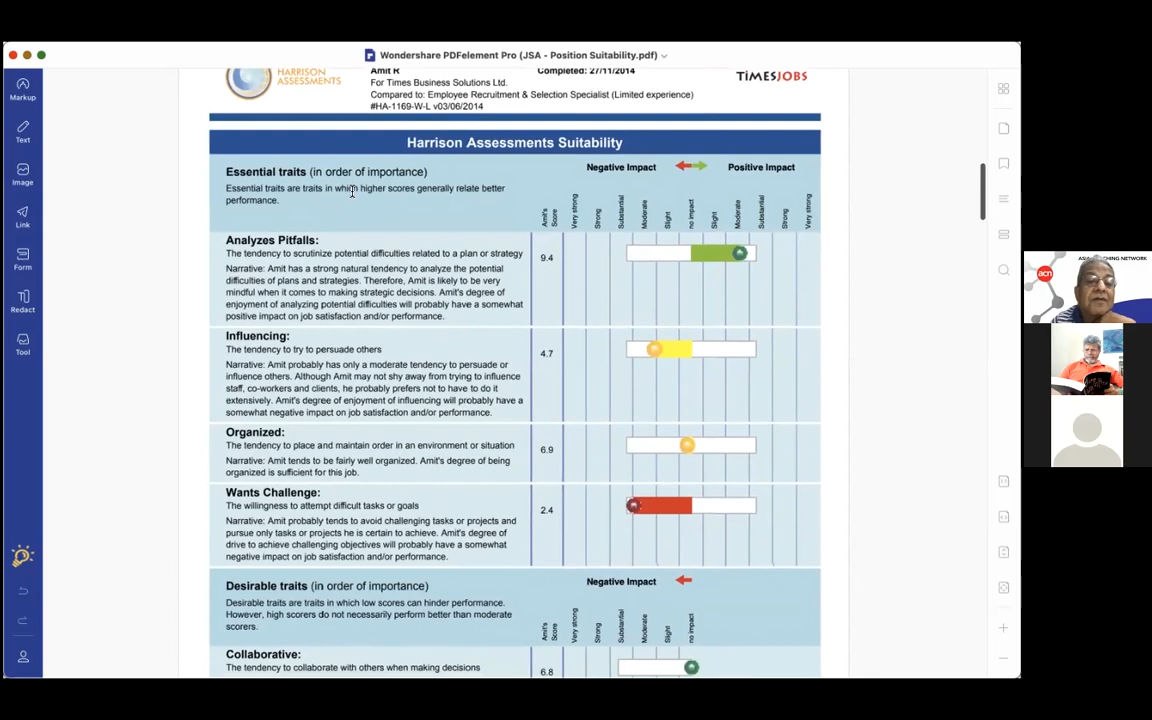 Wondershare PDFelement Pro (JSA - Position Suitability.pdf)
Markup
Text
Image
Link
Form
Redact
Tool
HARRISON
ASSESSMENTS
Amit R
Completed: 27/11/2014
For Times Business Solutions Ltd.
Compared to: Employee Recruitment & Selection Specialist (Limited experience)
#HA-1169-W-L v03/06/2014
TIMESJOBS
Harrison Assessments Suitability
Essential traits (in order of importance)
Essential traits are traits in which higher scores generally relate better
performance.
Negative Impact
Positive Impact
Amit's
Score
Very strong
Strong
Substantial
Moderate
Slight
no impact
Slight
Moderate
Substantial
Strong
Very strong
Analyzes Pitfalls:
The tendency to scrutinize potential difficulties related to a plan or strategy
9.4
Narrative: Amit has a strong natural tendency to analyze the potential
difficulties of plans and strategies. Therefore, Amit is likely to be very
mindful when it comes to making strategic decisions. Amit's degree of
enjoyment of analyzing potential difficulties will probably have a somewhat
positive impact on job satisfaction and/or performance.
Influencing:
The tendency to try to persuade others
4.7
Narrative: Amit probably has only a moderate tendency to persuade or
influence others. Although Amit may not shy away from trying to influence
staff, co-workers and clients, he probably prefers not to have to do it
extensively. Amit's degree of enjoyment of influencing will probably have a
somewhat negative impact on job satisfaction and/or performance.
Organized:
The tendency to place and maintain order in an environment or situation
6.9
Narrative: Amit tends to be fairly well organized. Amit's degree of being
organized is sufficient for this job.
Wants Challenge:
The willingness to attempt difficult tasks or goals
2.4
Narrative: Amit probably tends to avoid challenging tasks or projects and
pursue only tasks or projects he is certain to achieve. Amit's degree of
drive to achieve challenging objectives will probably have a somewhat
negative impact on job satisfaction and/or performance.
Desirable traits (in order of importance)
Desirable traits are traits in which low scores can hinder performance.
However, high scorers do not necessarily perform better than moderate
scorers.
Negative Impact
Amit's
Score
Very strong
Strong
Substantial
Moderate
Slight
no impact
Collaborative:
The tendency to collaborate with others when making decisions
6.8
acn
NETWORK